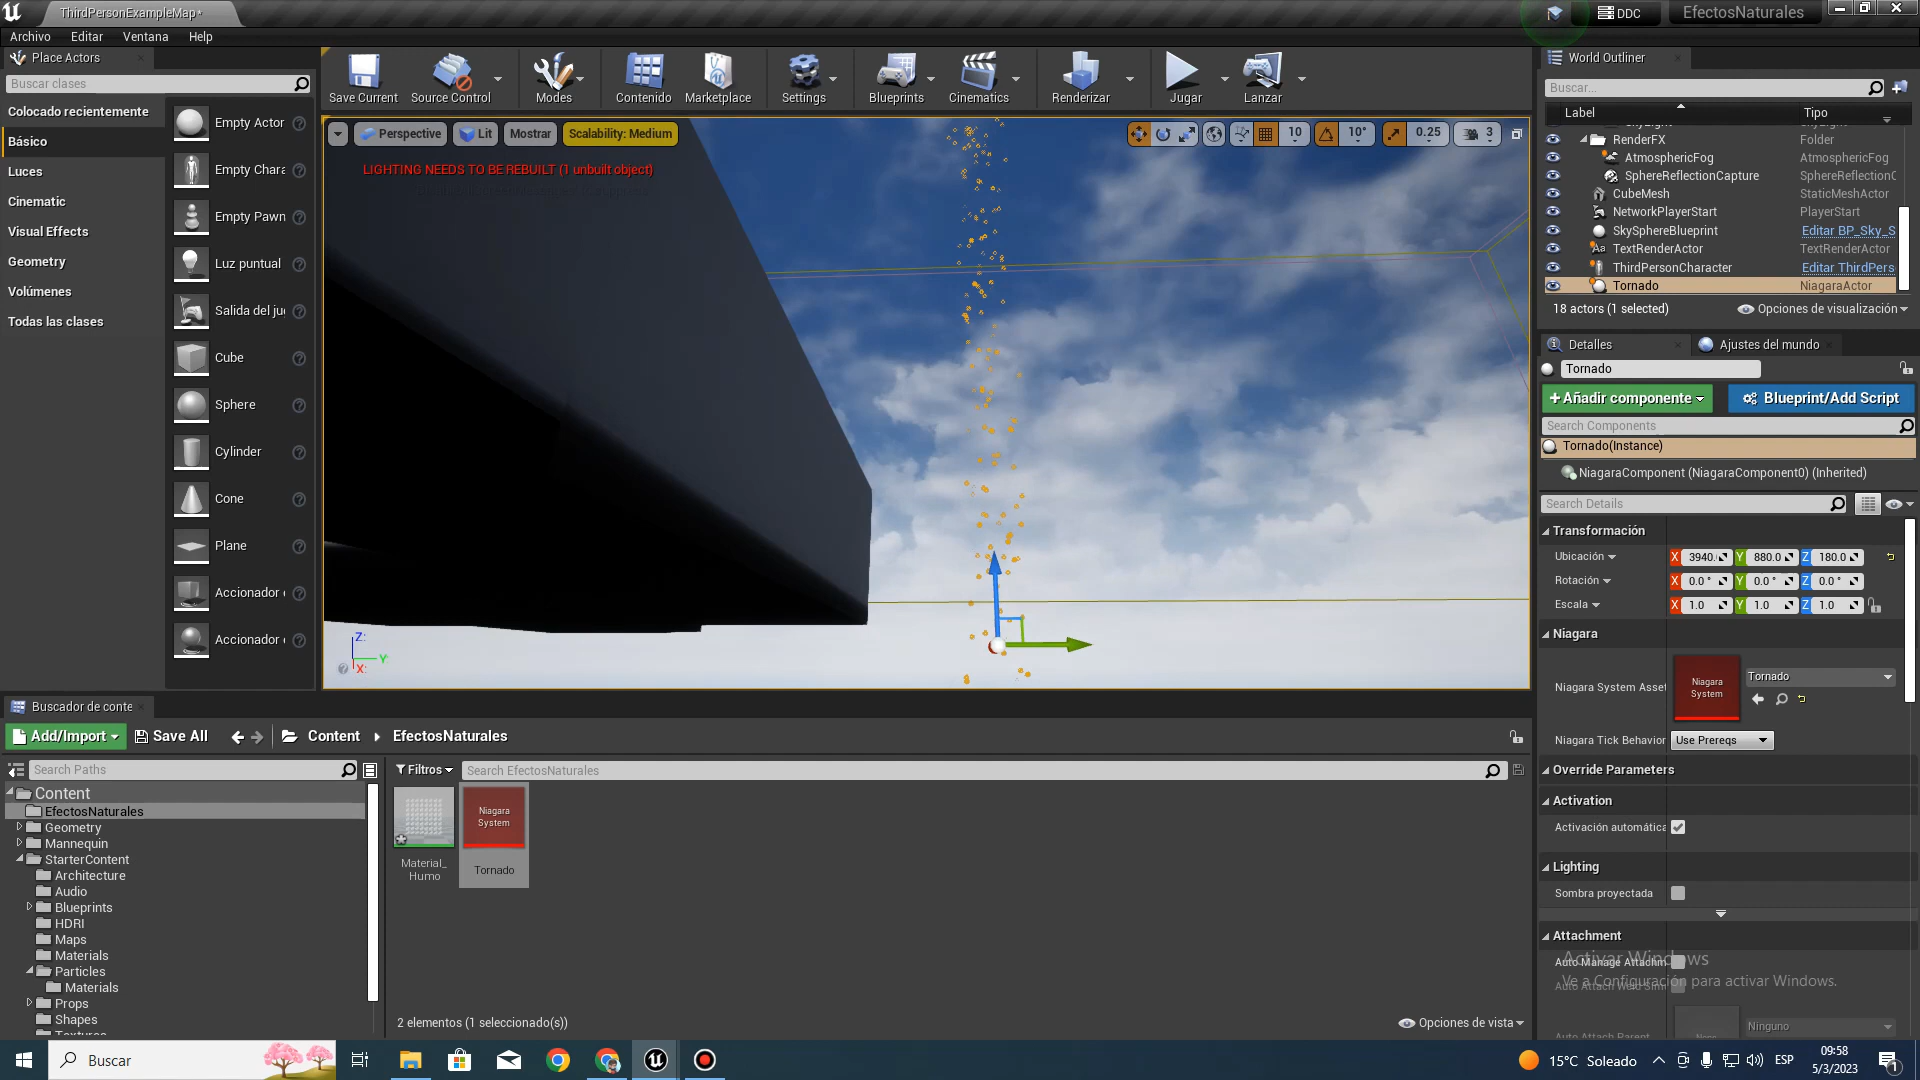 ThirdPersonExampleMap*
DDC
EfectosNaturales
Archivo Editar Ventana Help
Place Actors
Buscar clases
Colocado recientemente
Básico
Luces
Cinematic
Visual Effects
Geometry
Volúmenes
Todas las clases
Empty Actor
Empty Chara
Empty Pawn
Luz puntual
Salida del ju
Cube
Sphere
Cylinder
Cone
Plane
Accionador
Accionador
Save Current
Source Control
Modes
Contenido
Marketplace
Settings
Blueprints
Cinematics
Renderizar
Jugar
Lanzar
Perspective
Lit
Mostrar
Scalability: Medium
10
10°
0.25
3
LIGHTING NEEDS TO BE REBUILT (1 unbuilt object)
Z:
Y:
X:
World Outliner
Buscar...
Label Tipo
RenderFX Folder
AtmosphericFog AtmosphericFog
SphereReflectionCapture SphereReflectionC
CubeMesh StaticMeshActor
NetworkPlayerStart PlayerStart
SkySphereBlueprint Editar BP_Sky_S
TextRenderActor TextRenderActor
ThirdPersonCharacter Editar ThirdPers
Tornado NiagaraActor
18 actors (1 selected)
Opciones de visualización
Detalles
Ajustes del mundo
Tornado
+Añadir componente
Blueprint/Add Script
Search Components
Tornado(Instance)
NiagaraComponent (NiagaraComponent0) (Inherited)
Search Details
Transformación
Ubicación X 3940. Y 880.0 Z 180.0
Rotación X 0.0 ° Y 0.0 ° Z 0.0 °
Escala X 1.0 Y 1.0 Z 1.0
Niagara
Niagara System Asset
Niagara
System
Tornado
Niagara Tick Behavior Use Prereqs
Override Parameters
Activation
Activación automática
Lighting
Sombra proyectada
Attachment
Auto Manage Attachm
Auto Attach Weld Sim
Auto Attach Parent
Ninguno
Activar Windows
Ve a Configuración para activar Windows.
Buscador de conte
Add/Import
Save All
Content
EfectosNaturales
Search Paths
Content
EfectosNaturales
Geometry
Mannequin
StarterContent
Architecture
Audio
Blueprints
HDRI
Maps
Materials
Particles
Materials
Props
Shapes
Textures
Filtros
Search EfectosNaturales
Material_
Humo
Niagara
System
Tornado
2 elementos (1 seleccionado(s))
Opciones de vista
Buscar
15°C Soleado
ESP
09:58
5/3/2023
1